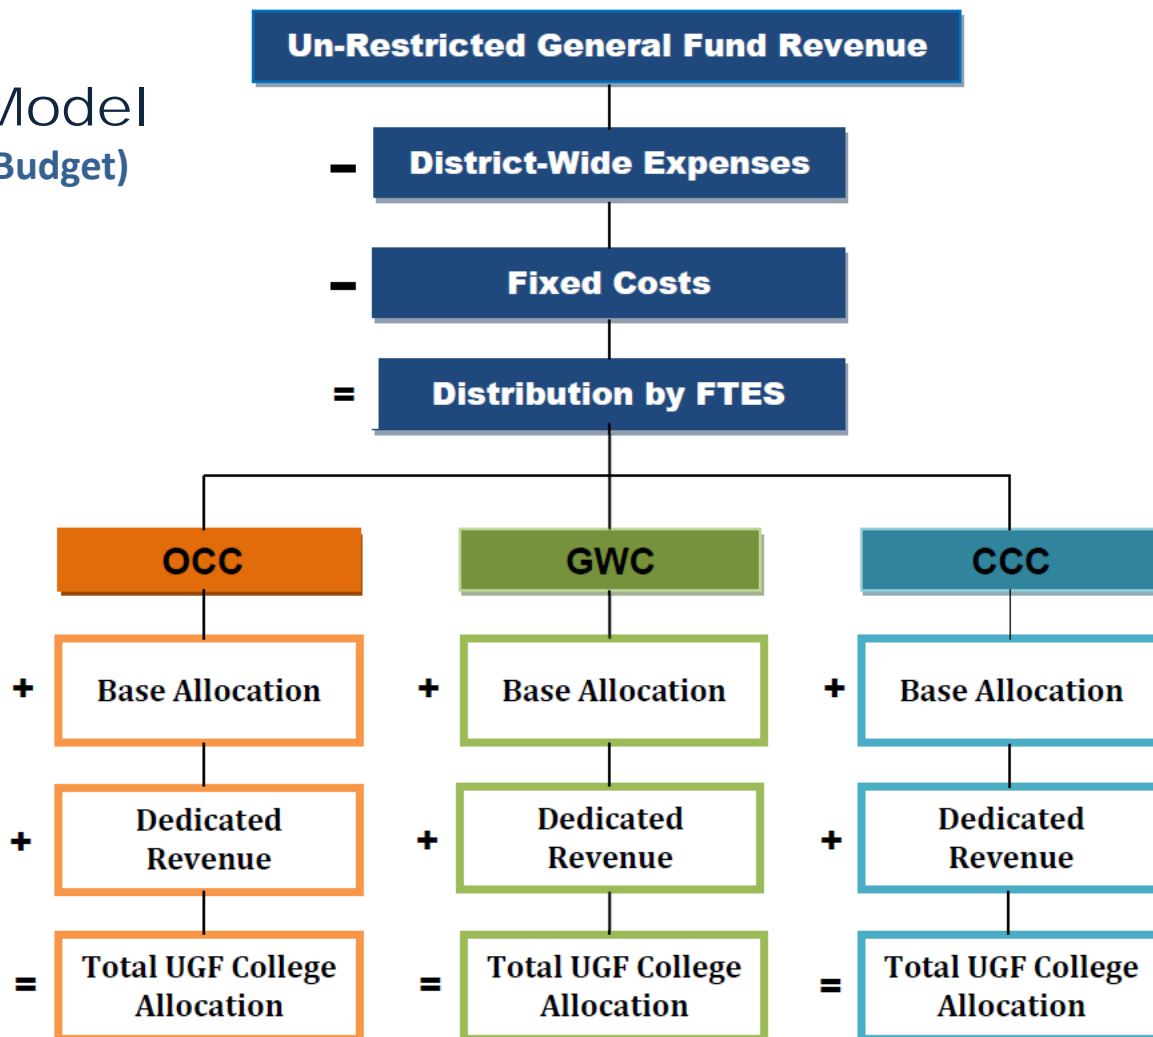 Un-Restricted General Fund Revenue
Model
Budget)
– District-Wide Expenses
– Fixed Costs
= Distribution by FTES
OCC GWC CCC
+ Base Allocation + Base Allocation + Base Allocation
+ Dedicated Revenue + Dedicated Revenue + Dedicated Revenue
= Total UGF College Allocation = Total UGF College Allocation = Total UGF College Allocation